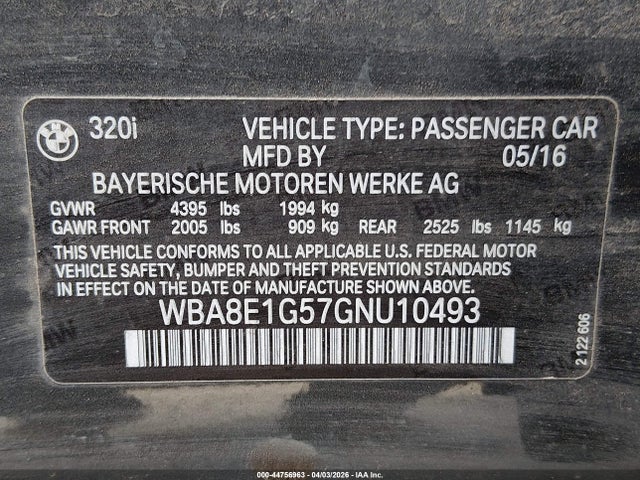 320i
VEHICLE TYPE: PASSENGER CAR
MFD BY 05/16
BAYERISCHE MOTOREN WERKE AG
GVWR 4395 lbs 1994 kg
GAWR FRONT 2005 lbs 909 kg REAR 2525 lbs 1145 kg
THIS VEHICLE CONFORMS TO ALL APPLICABLE U.S. FEDERAL MOTOR
VEHICLE SAFETY, BUMPER AND THEFT PREVENTION STANDARDS IN EFFECT
ON THE DATE OF MANUFACTURE SHOWN ABOVE.
WBA8E1G57GNU10493
2 122 606
000-44756963 - 04/03/2026 - IAA Inc.